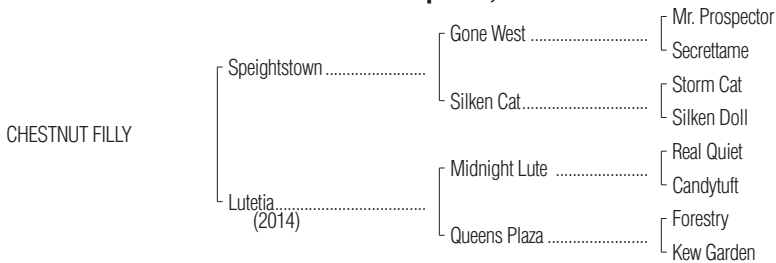 Mr. Prospector
Gone West ..............................
Secrettame
Speightstown .........................
Storm Cat
Silken Cat................................
Silken Doll
CHESTNUT FILLY
Real Quiet
Midnight Lute .......................
Candytuft
Lutetia......................................
(2014)
Forestry
Queens Plaza .........................
Kew Garden